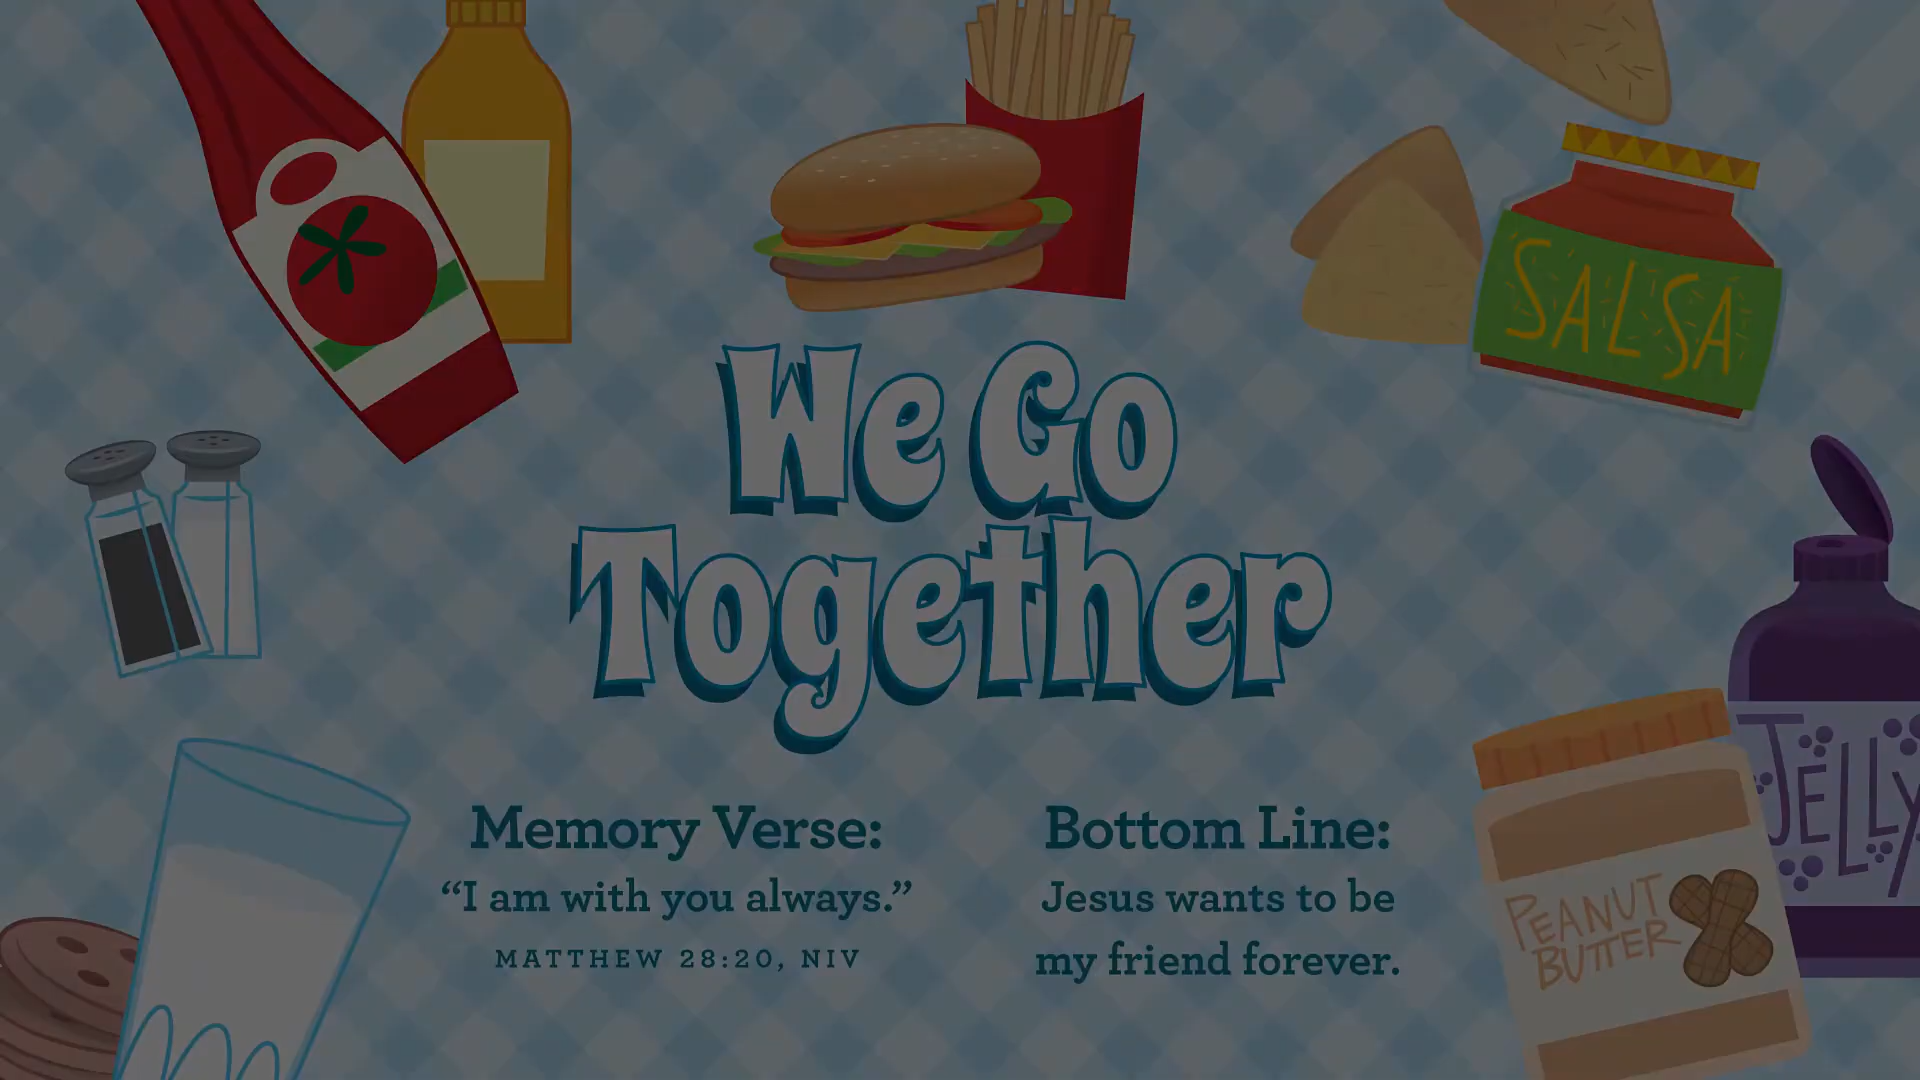 SALSA
We Go
Together
JELLY
Memory Verse:
“I am with you always.”
MATTHEW 28:20, NIV
Bottom Line:
Jesus wants to be
my friend forever.
PEANUT
BUTTER